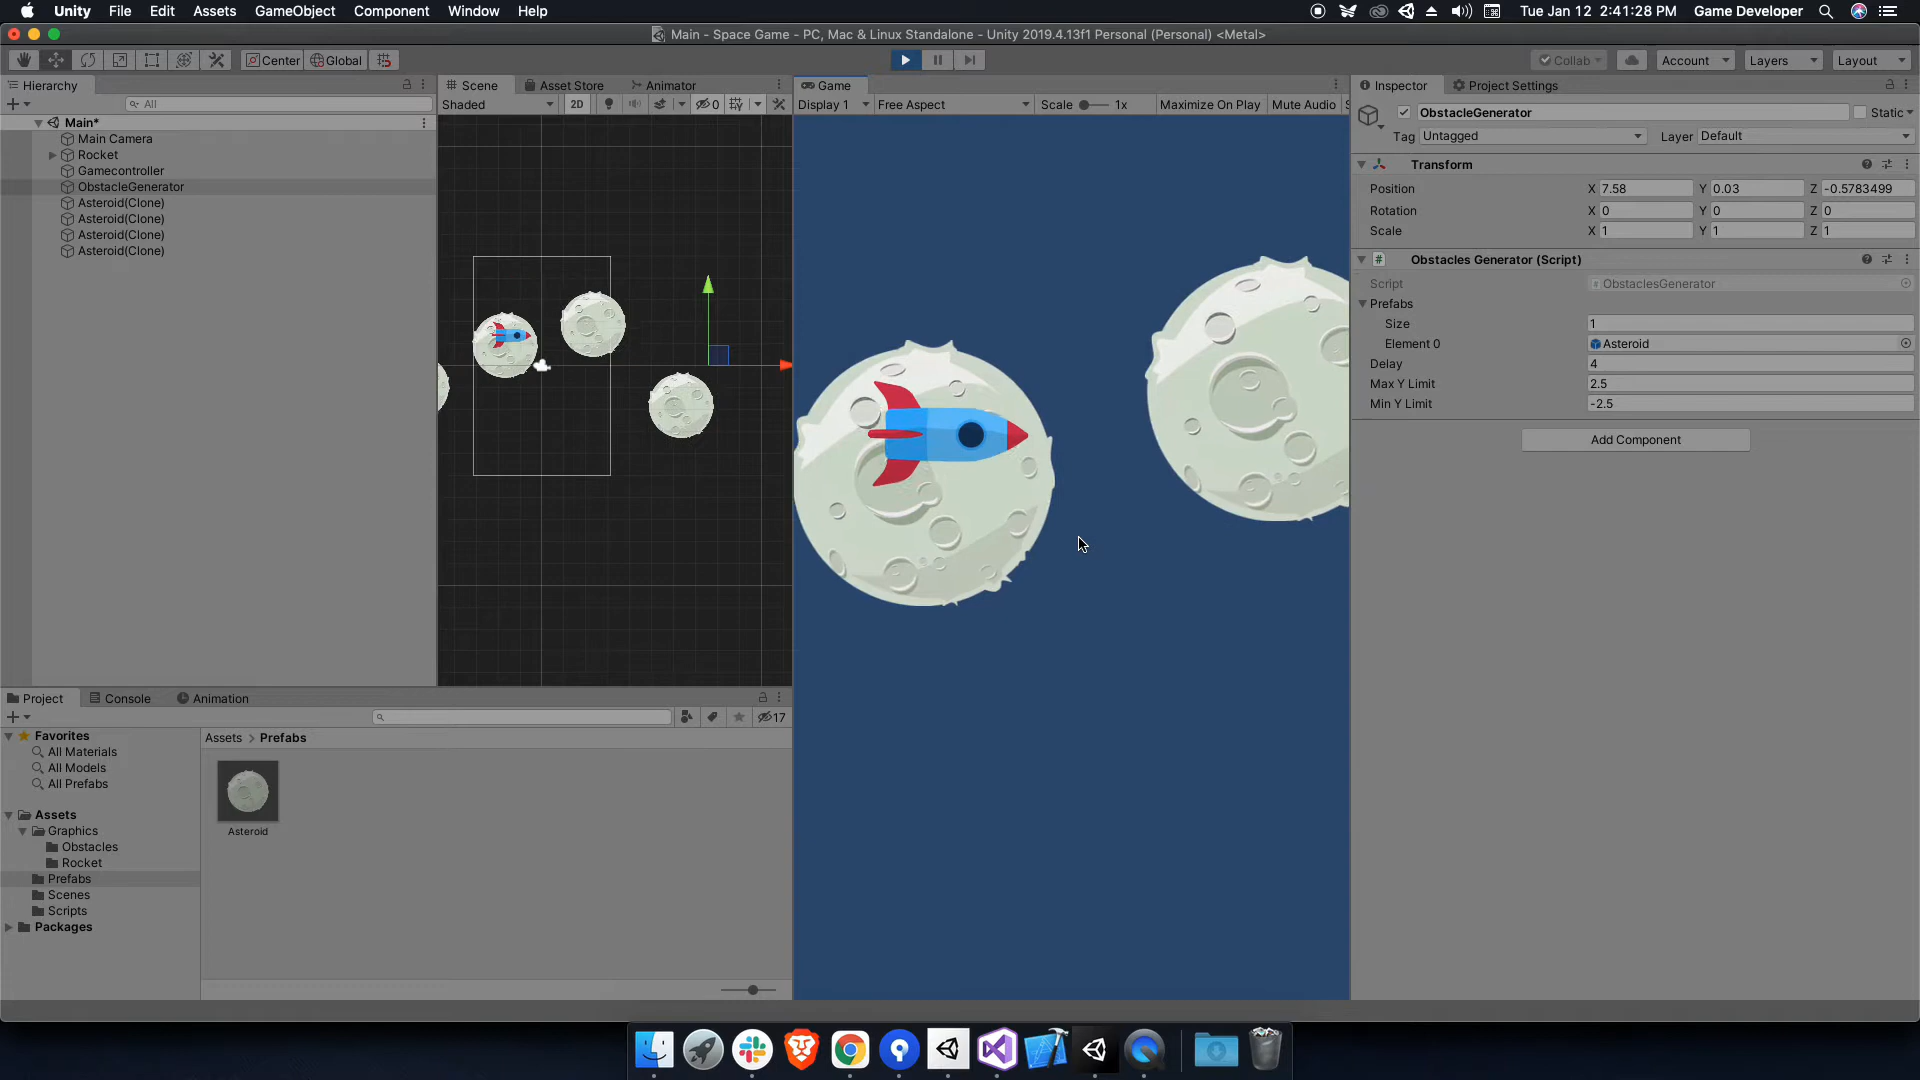 Unity File Edit Assets GameObject Component Window Help Tue Jan 12 2:41:28 PM Game Developer
Main - Space Game - PC, Mac & Linux Standalone - Unity 2019.4.13f1 Personal (Personal) <Metal>
Center Global Collab Account Layers Layout
Hierarchy Scene Asset Store Animator Game Inspector Project Settings
All Shaded 2D 0 Display 1 Free Aspect Scale 1x Maximize On Play Mute Audio S
ObstacleGenerator Static
Main*
Tag Untagged Layer Default
Main Camera
Rocket
Gamecontroller
ObstacleGenerator
Asteroid(Clone)
Asteroid(Clone)
Asteroid(Clone)
Asteroid(Clone)
Transform
Position X 7.58 Y 0.03 Z -0.5783499
Rotation X 0 Y 0 Z 0
Scale X 1 Y 1 Z 1
# Obstacles Generator (Script)
Script # ObstaclesGenerator
Prefabs
Size 1
Element 0 Asteroid
Delay 4
Max Y Limit 2.5
Min Y Limit -2.5
Add Component
Project Console Animation
17
Favorites
All Materials
All Models
All Prefabs
Assets
Graphics
Obstacles
Rocket
Prefabs
Scenes
Scripts
Packages
Assets > Prefabs
Asteroid